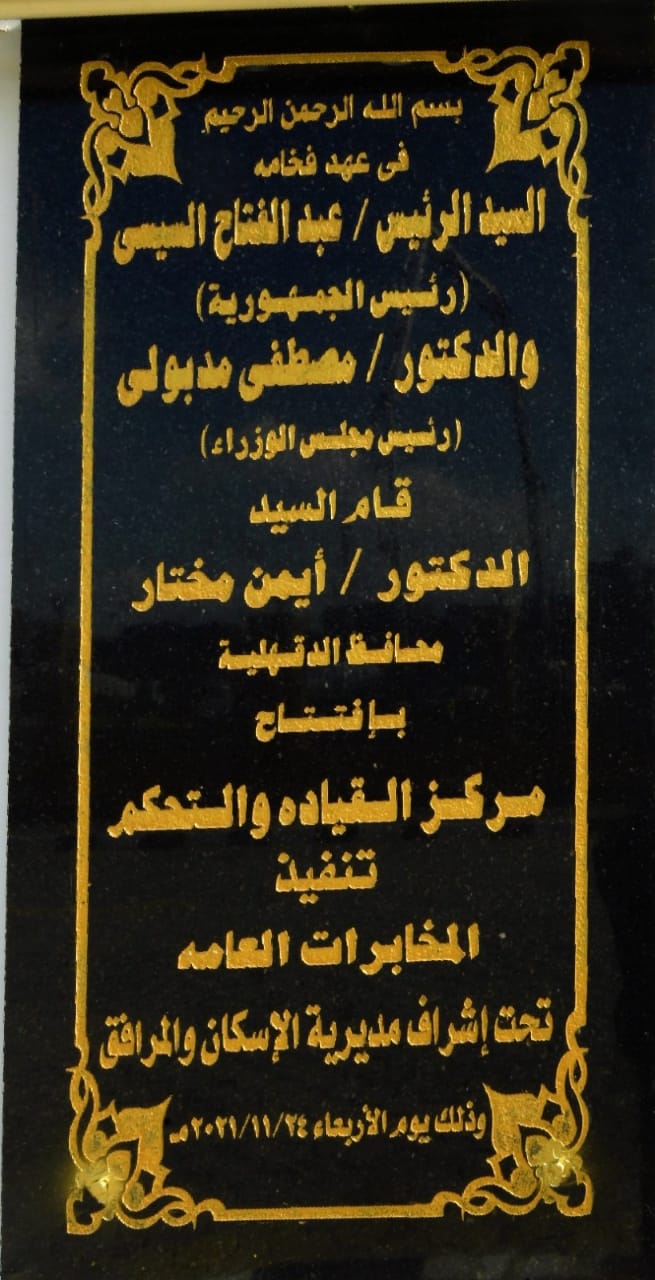 بسم الله الرحمن الرحيم
فى عهد فخامه
السيد الرئيس / عبد الفتاح السيسى
(رئيس الجمهورية)
والدكتور / مصطفى مدبولى
(رئيس مجلس الوزراء)
قام السيد
الدكتور / أيمن مختار
محافظ الدقهلية
بإفتتاح
مركز القياده والتحكم
تنفيذ
المخابرات العامه
تحت إشراف مديرية الإسكان والمرافق
وذلك يوم الأربعاء ٢٠٢١/١١/٢٤مـ